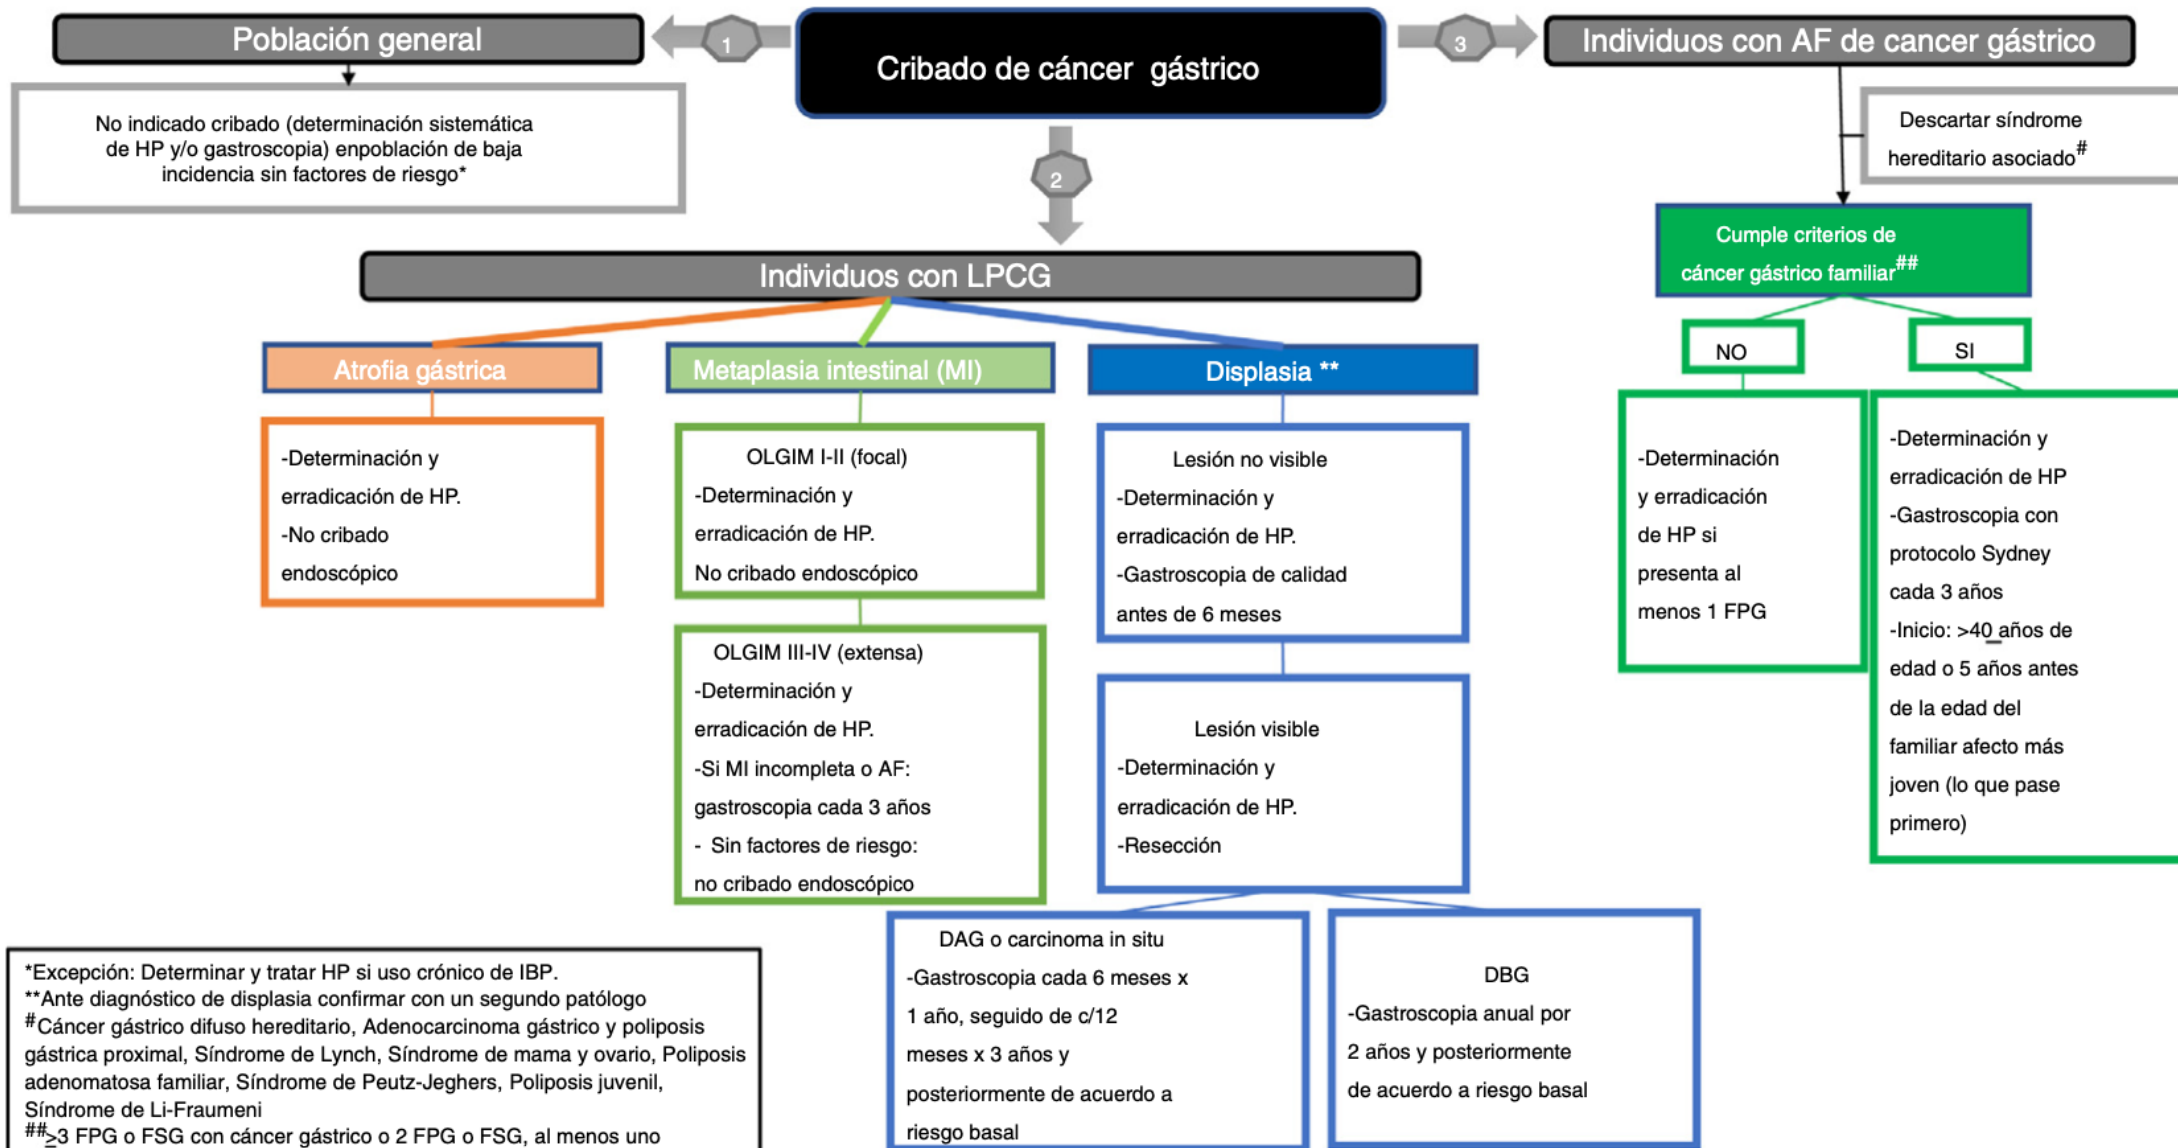 Cribado de cáncer  gástrico
1
2
3
Población general
No indicado cribado (determinación sistemática
de HP y/o gastroscopia) enpoblación de baja
incidencia sin factores de riesgo*
Individuos con LPCG
Atrofia gástrica
-Determinación y
erradicación de HP.
-No cribado
endoscópico
Metaplasia intestinal (MI)
OLGIM I-II (focal)
-Determinación y
erradicación de HP.
No cribado endoscópico
OLGIM III-IV (extensa)
-Determinación y
erradicación de HP.
-Si MI incompleta o AF:
gastroscopia cada 3 años
- Sin factores de riesgo:
no cribado endoscópico
Displasia **
Lesión no visible
-Determinación y
erradicación de HP.
-Gastroscopia de calidad
antes de 6 meses
Lesión visible
-Determinación y
erradicación de HP.
-Resección
DAG o carcinoma in situ
-Gastroscopia cada 6 meses x
1 año, seguido de c/12
meses x 3 años y
posteriormente de acuerdo a
riesgo basal
DBG
-Gastroscopia anual por
2 años y posteriormente
de acuerdo a riesgo basal
Individuos con AF de cancer gástrico
Descartar síndrome
hereditario asociado#
Cumple criterios de
cáncer gástrico familiar##
NO
-Determinación
y erradicación
de HP si
presenta al
menos 1 FPG
SI
-Determinación y
erradicación de HP
-Gastroscopia con
protocolo Sydney
cada 3 años
-Inicio: >40 años de
edad o 5 años antes
de la edad del
familiar afecto más
joven (lo que pase
primero)
*Excepción: Determinar y tratar HP si uso crónico de IBP.
**Ante diagnóstico de displasia confirmar con un segundo patólogo
#Cáncer gástrico difuso hereditario, Adenocarcinoma gástrico y poliposis
gástrica proximal, Síndrome de Lynch, Síndrome de mama y ovario, Poliposis
adenomatosa familiar, Síndrome de Peutz-Jeghers, Poliposis juvenil,
Síndrome de Li-Fraumeni
##≥3 FPG o FSG con cáncer gástrico o 2 FPG o FSG, al menos uno